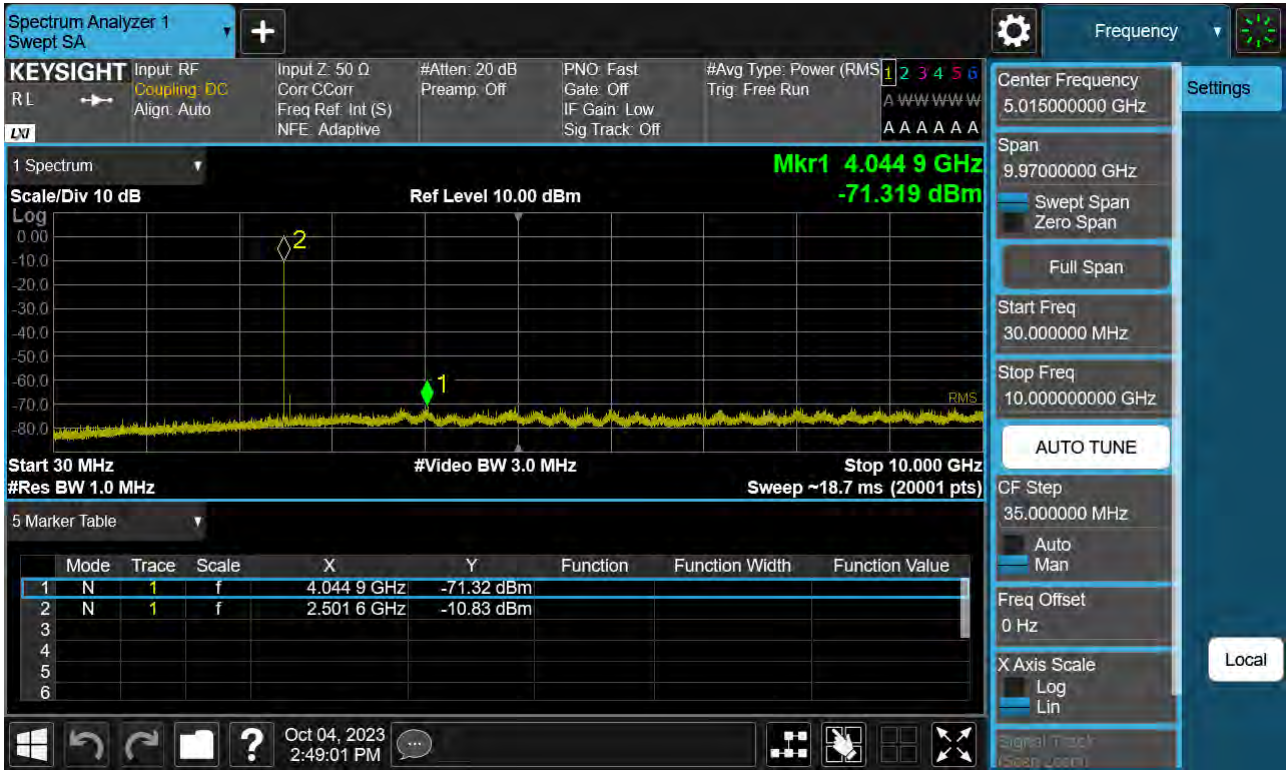 Spectrum Analyzer 1
Swept SA
Frequency
KEYSIGHT
RL
LXI
Input: RF
Coupling: DC
Align: Auto
Input Z: 50 Ω
Corr CCorr
Freq Ref: Int (S)
NFE: Adaptive
#Atten: 20 dB
Preamp: Off
PNO: Fast
Gate: Off
IF Gain: Low
Sig Track: Off
#Avg Type: Power (RMS
Trig: Free Run
1 2 3 4 5 6
A W W W W W
A A A A A A
1 Spectrum
Scale/Div 10 dB
Ref Level 10.00 dBm
Mkr1 4.044 9 GHz
-71.319 dBm
Log
0.00
-10.0
-20.0
-30.0
-40.0
-50.0
-60.0
-70.0
-80.0
2
1
RMS
Start 30 MHz
#Video BW 3.0 MHz
Stop 10.000 GHz
#Res BW 1.0 MHz
Sweep ~18.7 ms (20001 pts)
5 Marker Table
Mode Trace Scale X Y Function Function Width Function Value
1 N 1 f 4.044 9 GHz -71.32 dBm
2 N 1 f 2.501 6 GHz -10.83 dBm
3
4
5
6
Oct 04, 2023
2:49:01 PM
Center Frequency
5.015000000 GHz
Settings
Span
9.97000000 GHz
Swept Span
Zero Span
Full Span
Start Freq
30.000000 MHz
Stop Freq
10.000000000 GHz
AUTO TUNE
CF Step
35.000000 MHz
Auto
Man
Freq Offset
0 Hz
X Axis Scale
Log
Lin
Local
Signal Track
(Span Zoom)